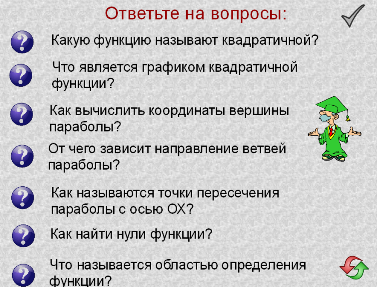 Ответьте на вопросы:
Какую функцию называют квадратичной?
Что является графиком квадратичной
функции?
Как вычислить координаты вершины
параболы?
От чего зависит направление ветвей
параболы?
Как называются точки пересечения
параболы с осью OX?
Как найти нули функции?
Что называется областью определения
функции?